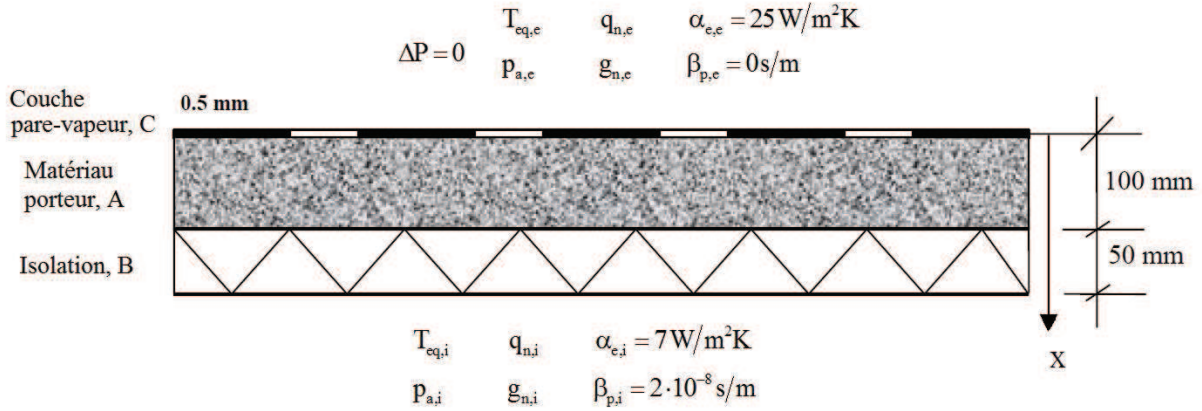 T_eq,e q_n,e α_e,e = 25 W/m²K
ΔP = 0
p_a,e g_n,e β_p,e = 0 s/m
Couche
pare-vapeur, C
0.5 mm
Matériau
porteur, A
100 mm
Isolation, B
50 mm
T_eq,i q_n,i α_e,i = 7 W/m²K
p_a,i g_n,i β_p,i = 2·10⁻⁸ s/m
X